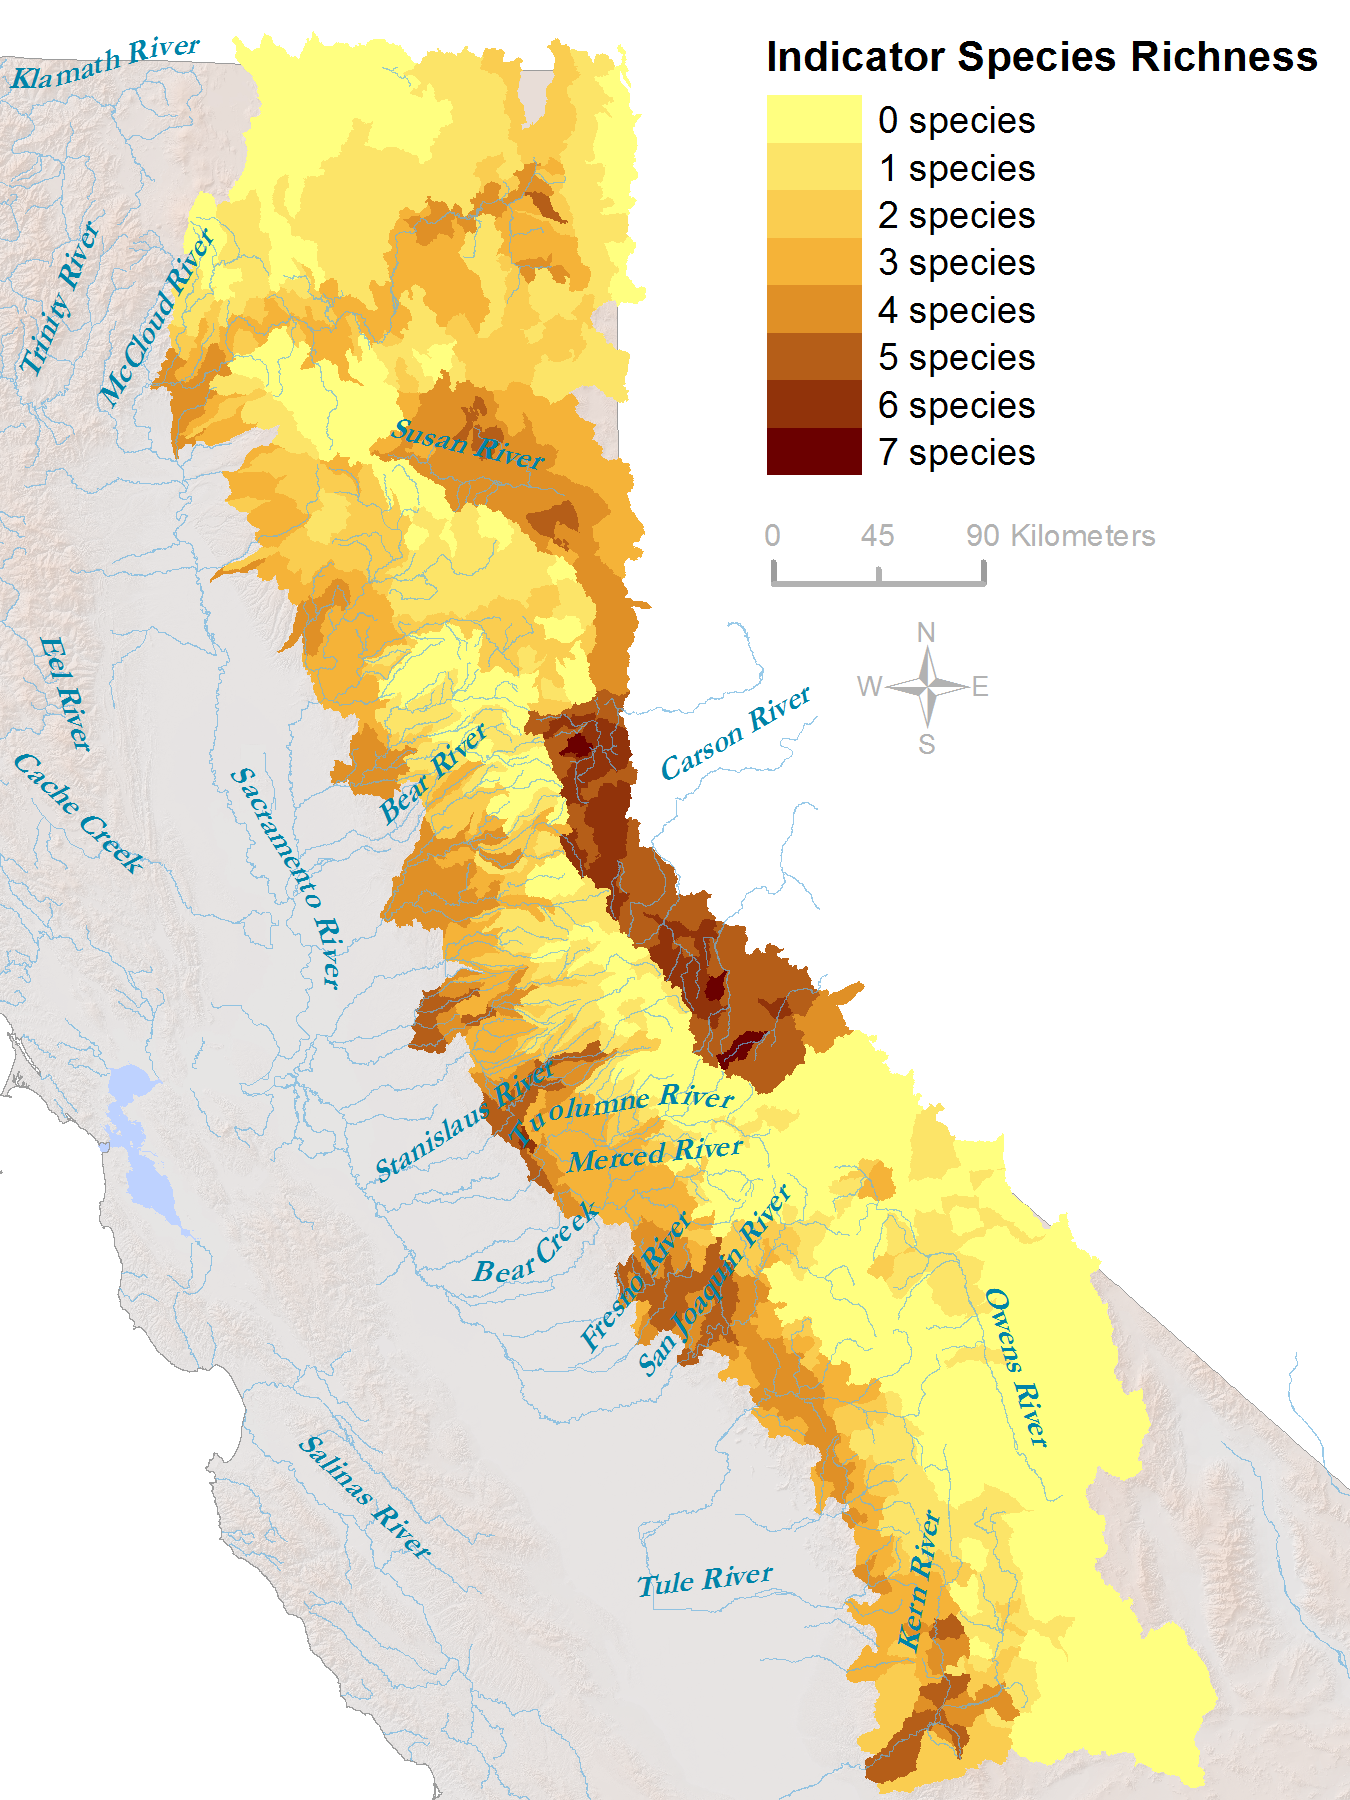 Indicator Species Richness
0 species
1 species
2 species
3 species
4 species
5 species
6 species
7 species
0 45 90 Kilometers
N
W E
S
Klamath River
Trinity River
McCloud River
Susan River
Eel River
Cache Creek
Sacramento River
Bear River
Carson River
Stanislaus River
Tuolumne River
Merced River
Bear Creek
Fresno River
San Joaquin River
Owens River
Salinas River
Tule River
Kern River